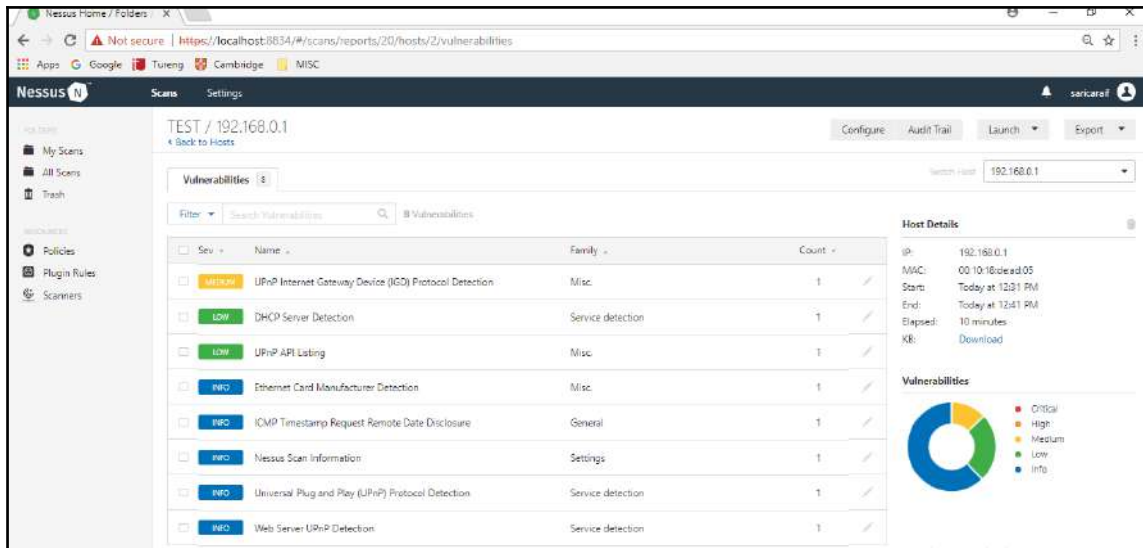 Nessus Home / Folders / X
Not secure | https://localhost:8834/#/scans/reports/20/hosts/2/vulnerabilities
Apps G Google Tureng Cambridge MISC
Nessus N Scans Settings saricaraif
FOLDERS
My Scans
All Scans
Trash
RESOURCES
Policies
Plugin Rules
Scanners
TEST / 192.168.0.1
Back to Hosts
Configure Audit Trail Launch Export
Vulnerabilities 8
Switch Host 192.168.0.1
Filter Search Vulnerabilities 8 Vulnerabilities
Sev Name Family Count
MEDIUM UPnP Internet Gateway Device (IGD) Protocol Detection Misc. 1
LOW DHCP Server Detection Service detection 1
LOW UPnP API Listing Misc. 1
INFO Ethernet Card Manufacturer Detection Misc. 1
INFO ICMP Timestamp Request Remote Date Disclosure General 1
INFO Nessus Scan Information Settings 1
INFO Universal Plug and Play (UPnP) Protocol Detection Service detection 1
INFO Web Server UPnP Detection Service detection 1
Host Details
IP: 192.168.0.1
MAC: 00:10:18:de:ad:05
Start: Today at 12:31 PM
End: Today at 12:41 PM
Elapsed: 10 minutes
KB: Download
Vulnerabilities
Critical
High
Medium
Low
Info